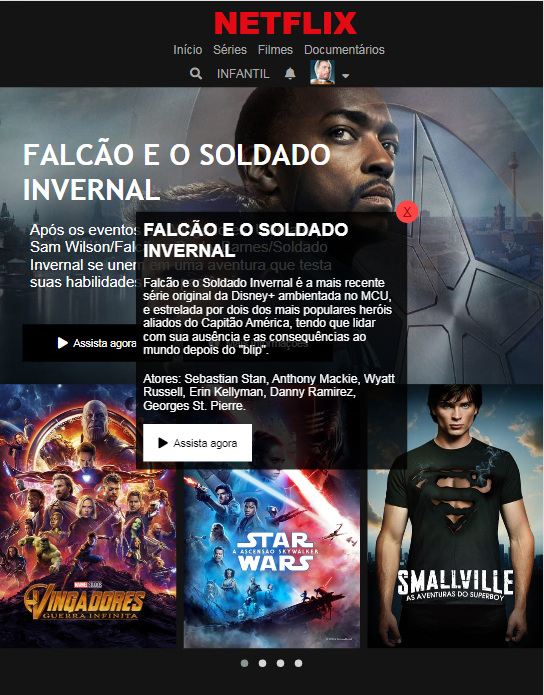 NETFLIX
Início Séries Filmes Documentários
INFANTIL
FALCÃO E O SOLDADO
INVERNAL
Após os eventos
Sam Wilson/Falcão Barnes/Soldado
Invernal se unem em uma aventura que testa
suas habilidades
Assista agora
FALCÃO E O SOLDADO
INVERNAL
Falcão e o Soldado Invernal é a mais recente
série original da Disney+ ambientada no MCU,
e estrelada por dois dos mais populares heróis
aliados do Capitão América, tendo que lidar
com sua ausência e as consequências ao
mundo depois do "blip".
Atores: Sebastian Stan, Anthony Mackie, Wyatt
Russell, Erin Kellyman, Danny Ramirez,
Georges St. Pierre.
Assista agora
MARVEL STUDIOS
VINGADORES
GUERRA INFINITA
STAR
A ASCENSÃO SKYWALKER
WARS
SMALLVILLE
AS AVENTURAS DO SUPERBOY